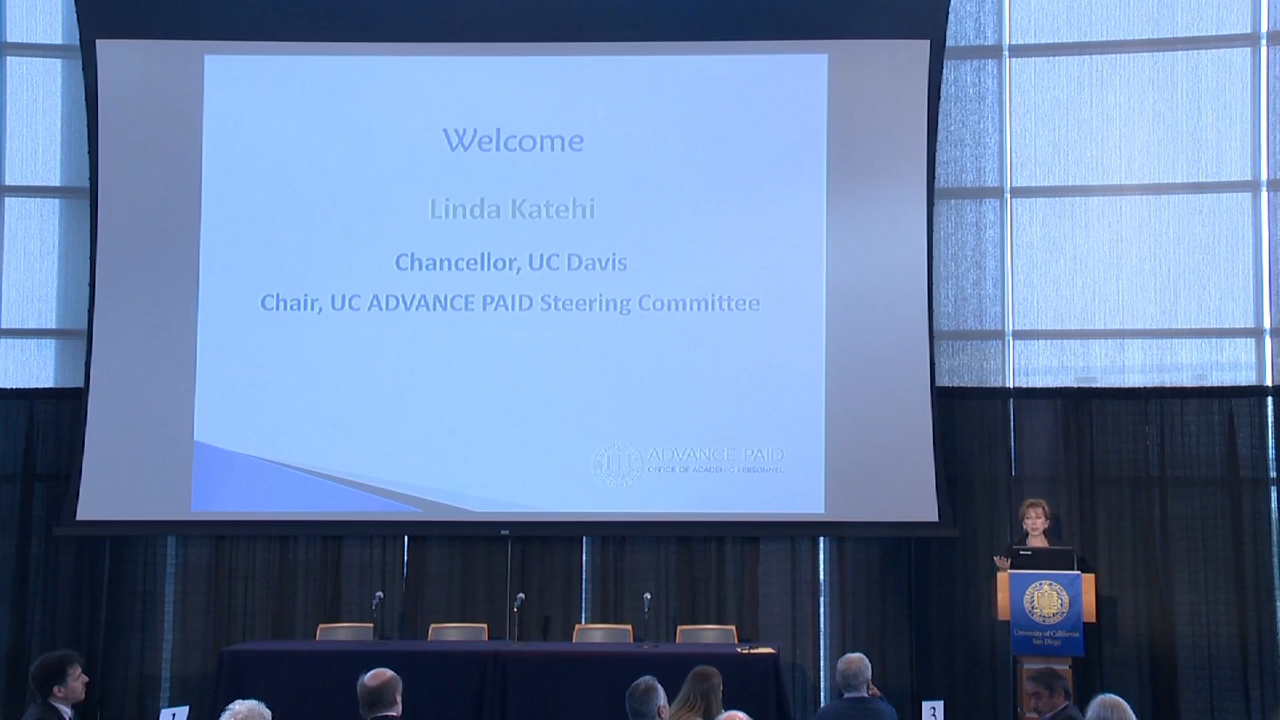 Welcome
Linda Katehi
Chancellor, UC Davis
Chair, UC ADVANCE PAID Steering Committee
ADVANCE PAID
OFFICE OF ACADEMIC PERSONNEL
University of California
San Diego
3